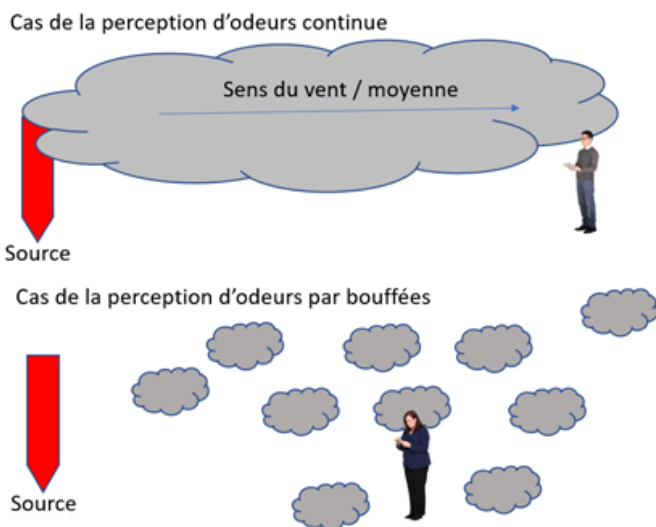 Cas de la perception d'odeurs continue
Sens du vent / moyenne
Source
Cas de la perception d'odeurs par bouffées
Source